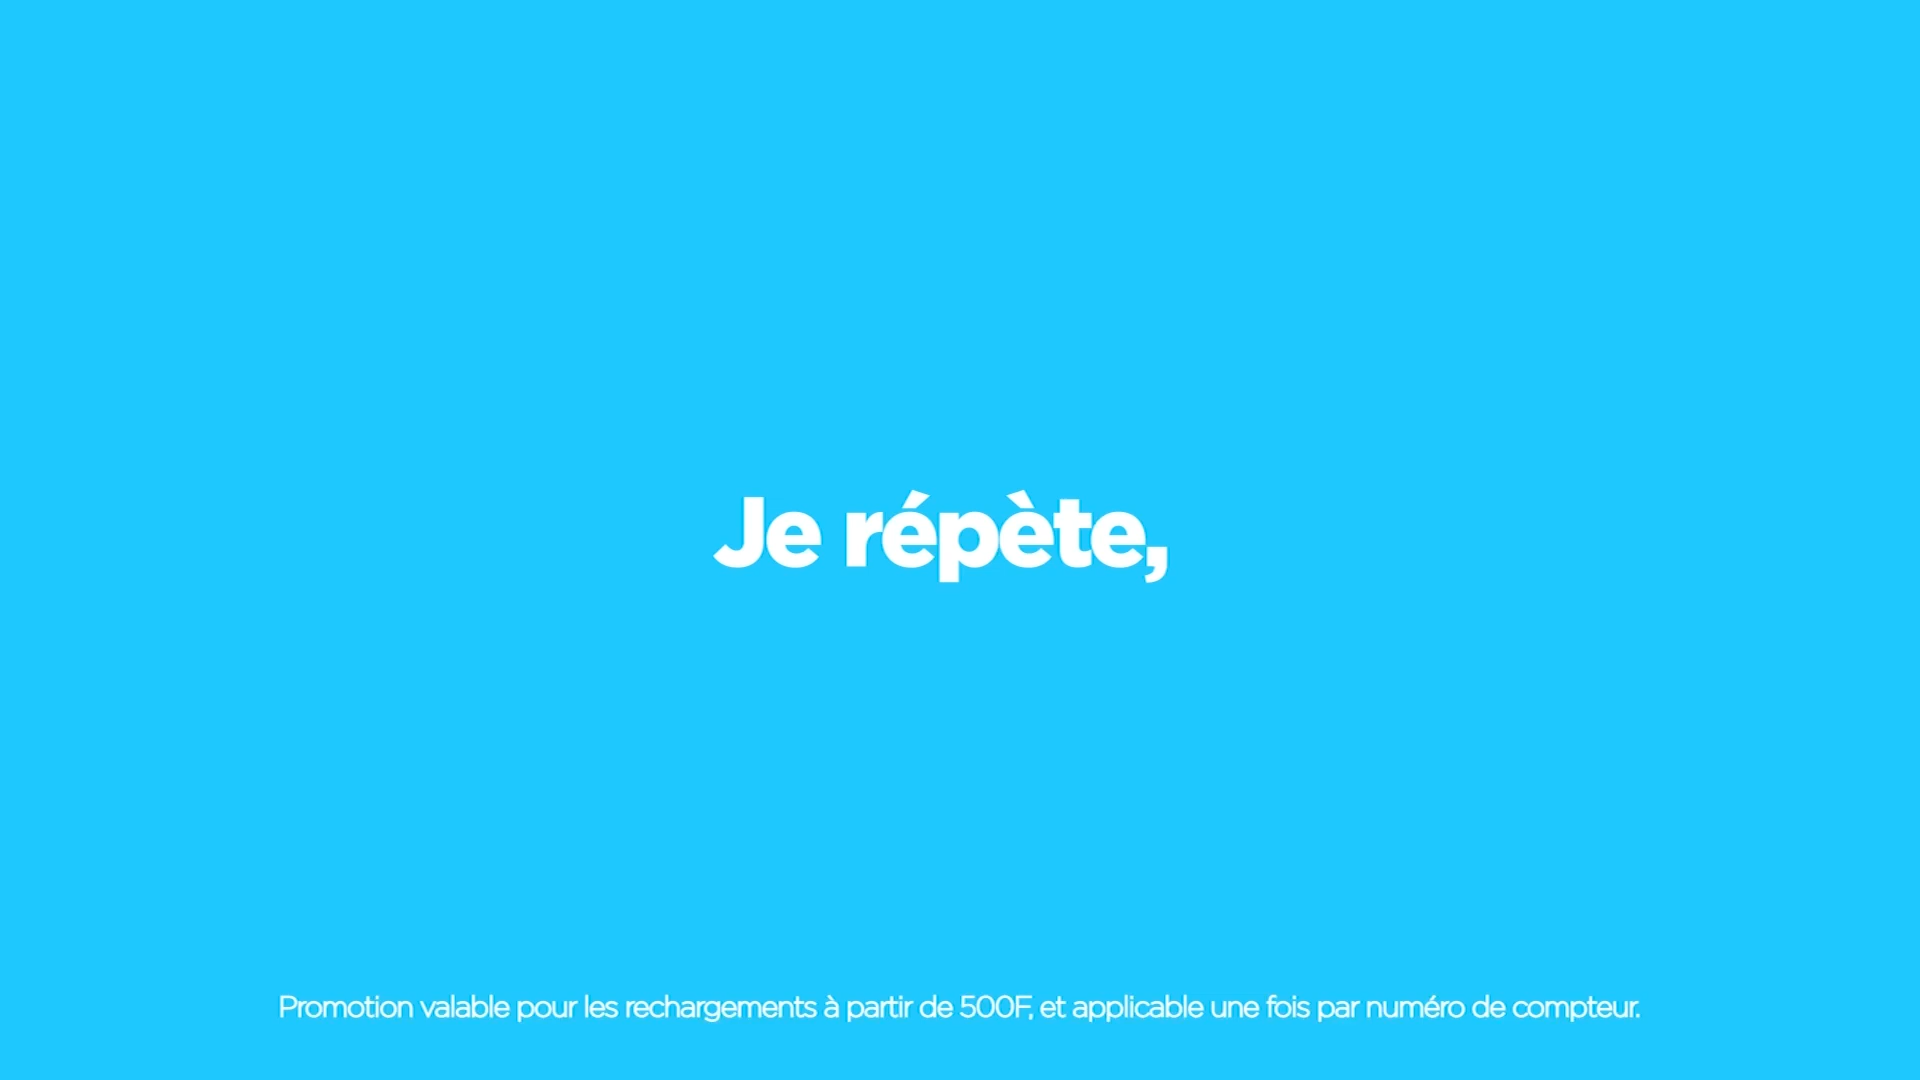 Je répète,
Promotion valable pour les rechargements à partir de 500F, et applicable une fois par numéro de compteur.